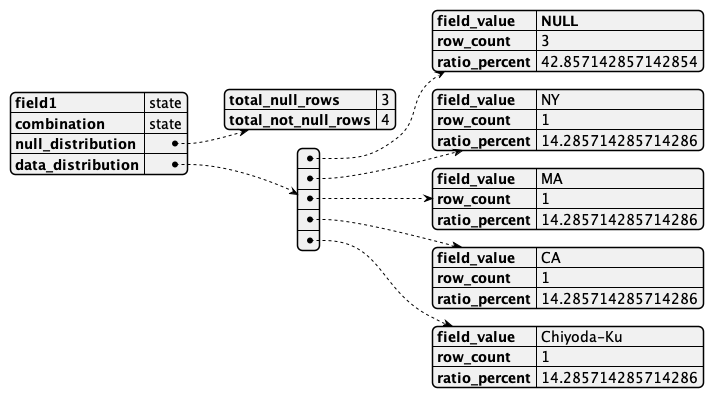 field1 state
combination state
null_distribution
data_distribution
total_null_rows 3
total_not_null_rows 4
field_value NULL
row_count 3
ratio_percent 42.857142857142854
field_value NY
row_count 1
ratio_percent 14.285714285714286
field_value MA
row_count 1
ratio_percent 14.285714285714286
field_value CA
row_count 1
ratio_percent 14.285714285714286
field_value Chiyoda-Ku
row_count 1
ratio_percent 14.285714285714286